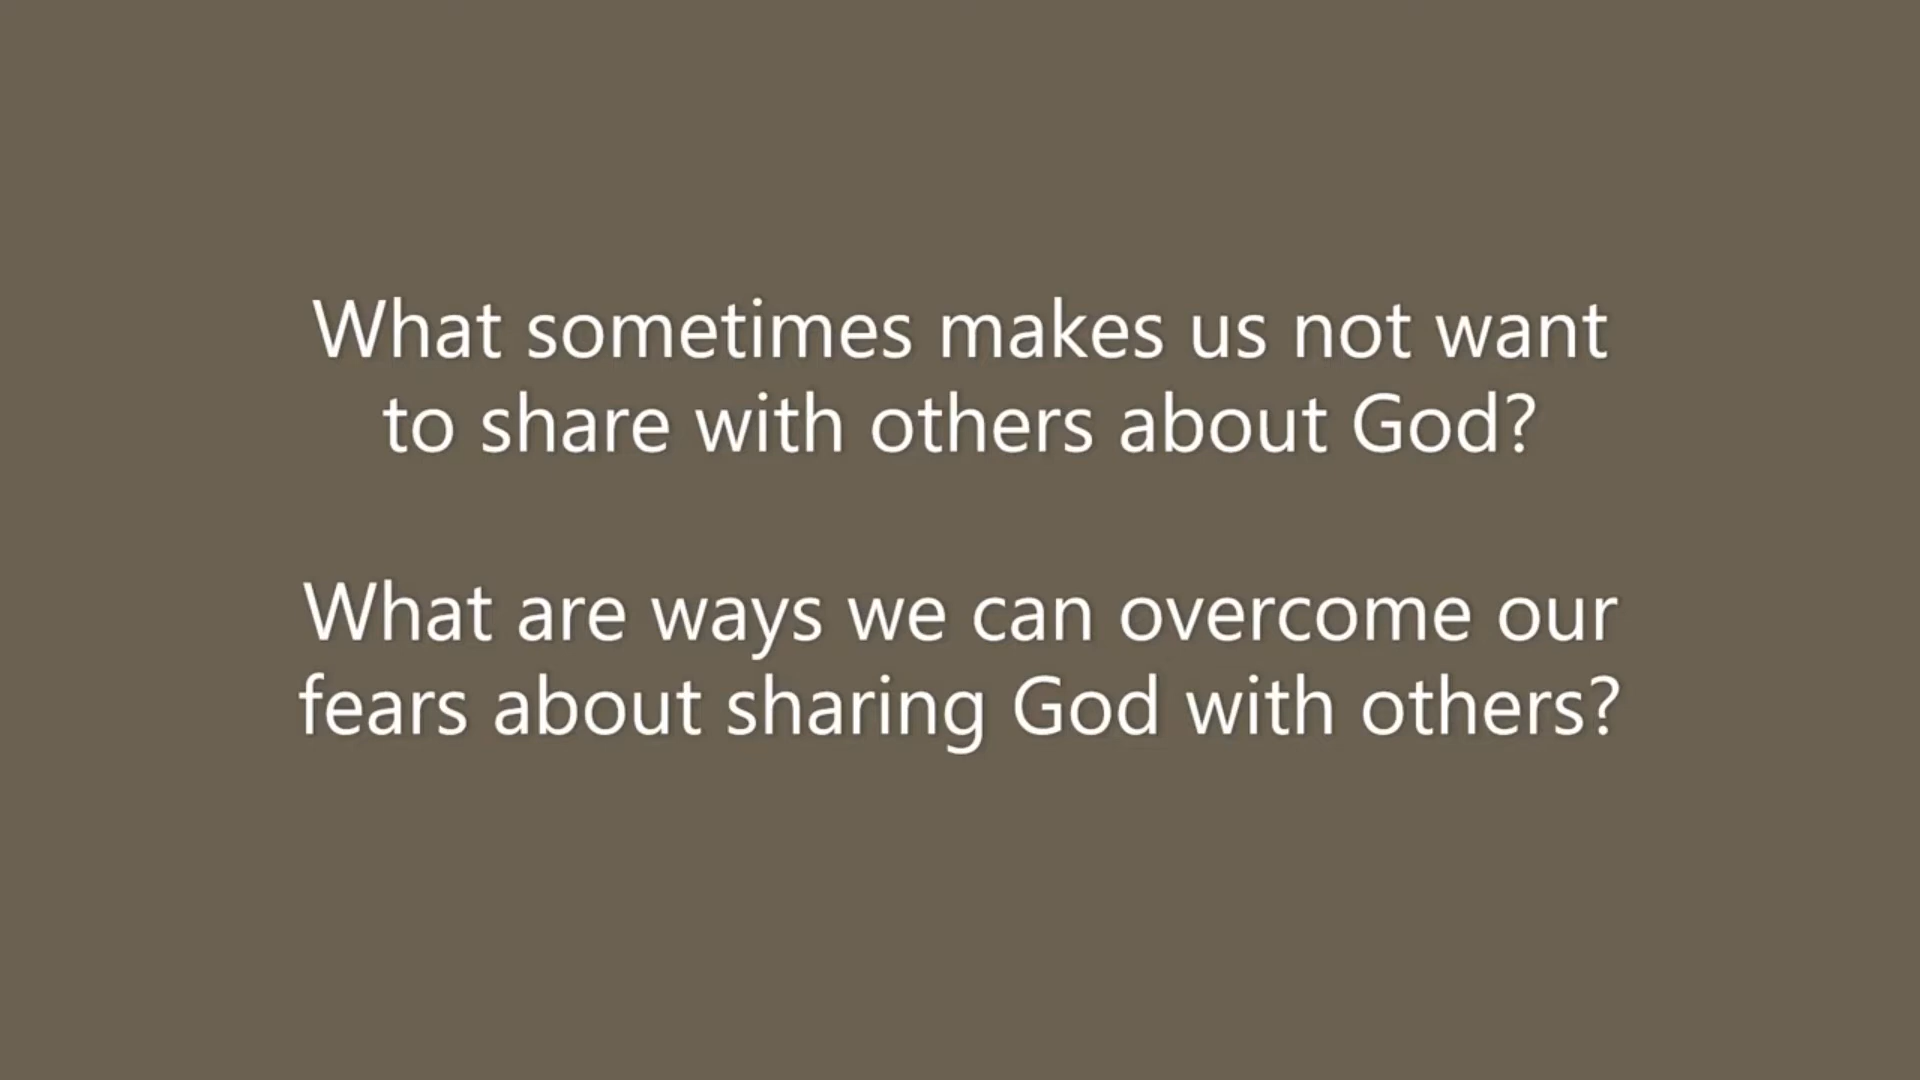 What sometimes makes us not want
to share with others about God?
What are ways we can overcome our
fears about sharing God with others?